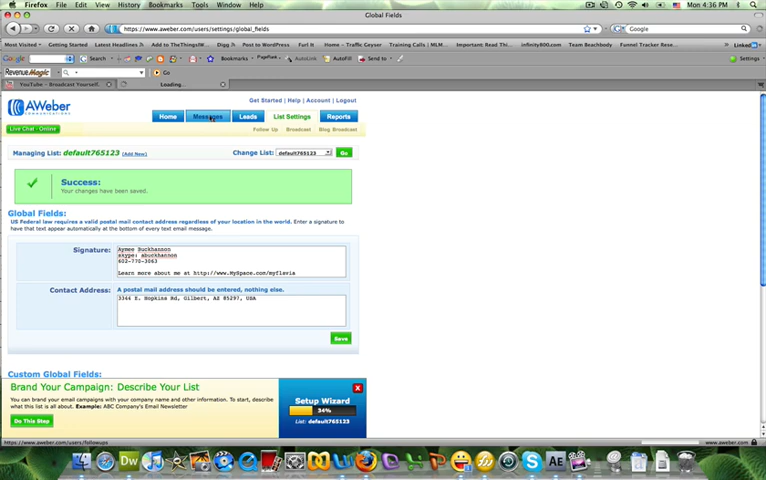 Firefox File Edit View History Bookmarks Tools Window Help Mon 4:36 PM
Global Fields
https://www.aweber.com/users/settings/global_fields Google
Most Visited Getting Started Latest Headlines Add to TheThingsIW... Digg Post to WordPress Furl It Home - Traffic Geyser Training Calls | MLM... Important: Read Th... infinity800.com Team Beachbody Funnel Tracker Rese... LinkedIn
Google Search Bookmarks PageRank AutoLink AutoFill Send to Settings
RevenueMagic Go
YouTube - Broadcast Yourself. Loading...
AWeber COMMUNICATIONS
Get Started | Help | Account | Logout
Home Messages Leads List Settings Reports
Live Chat - Online Follow Up Broadcast Blog Broadcast
Managing List: default765123 [Add New] Change List: default765123 Go
Success:
Your changes have been saved.
Global Fields:
US Federal law requires a valid postal mail contact address regardless of your location in the world. Enter a signature
to have that text appear automatically at the bottom of every text email message.
Signature: Aymee Buckhannon
skype: abuckhannon
602-770-3063
Learn more about me at http://www.MySpace.com/myflavia
Contact Address: A postal mail address should be entered, nothing else.
3344 E. Hopkins Rd, Gilbert, AZ 85297, USA
Save
Custom Global Fields:
Brand Your Campaign: Describe Your List
You can brand your email campaigns with your company name and other information. To start, describe
what this list is all about. Example: ABC Company's Email Newsletter
Do This Step
X
Setup Wizard
34%
List: default765123
https://www.aweber.com/users/followups www.aweber.com
Dw W P S AE